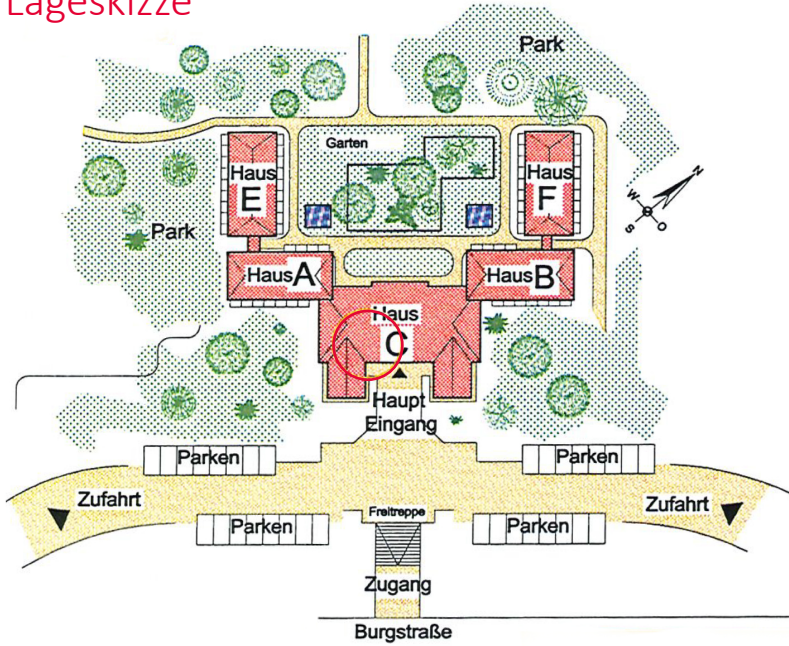 Lageskizze
Park
Garten
Haus
E
Haus
F
N
W
S
O
Park
Haus A
Haus B
Haus
C
Haupt
Eingang
Parken
Parken
Zufahrt
Zufahrt
Freitreppe
Parken
Parken
Zugang
Burgstraße